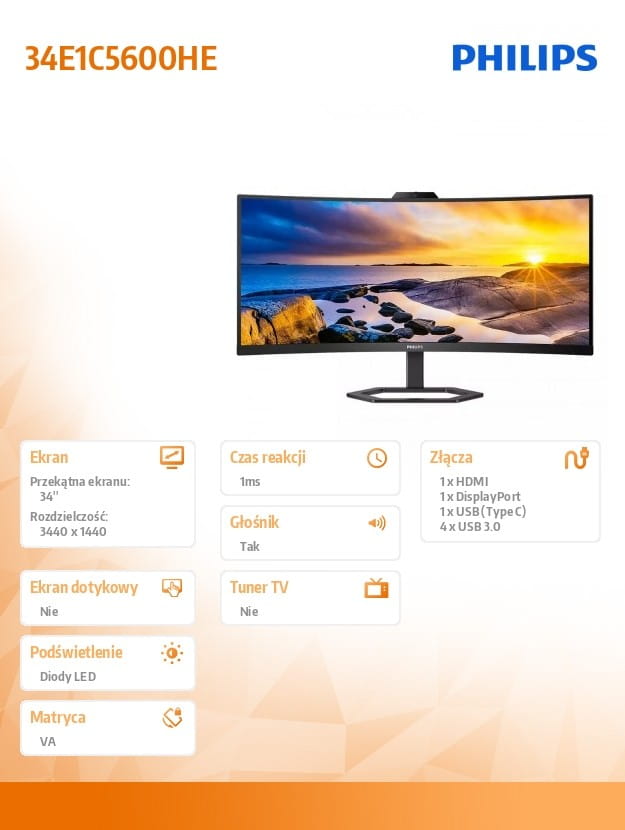 34E1C5600HE
PHILIPS
PHILIPS
Ekran
Przekątna ekranu:
34"
Rozdzielczość:
3440 x 1440
Czas reakcji
1ms
Głośnik
Tak
Złącza
1 x HDMI
1 x DisplayPort
1 x USB (Type C)
4 x USB 3.0
Ekran dotykowy
Nie
Tuner TV
Nie
Podświetlenie
Diody LED
Matryca
VA